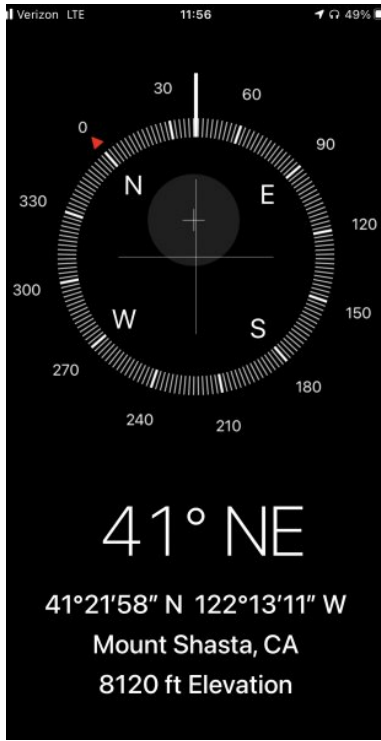 Verizon LTE 11:56 49%
30 60
0 90
N E
330 120
300 150
W S
270 180
240 210
41° NE
41°21′58″ N 122°13′11″ W
Mount Shasta, CA
8120 ft Elevation